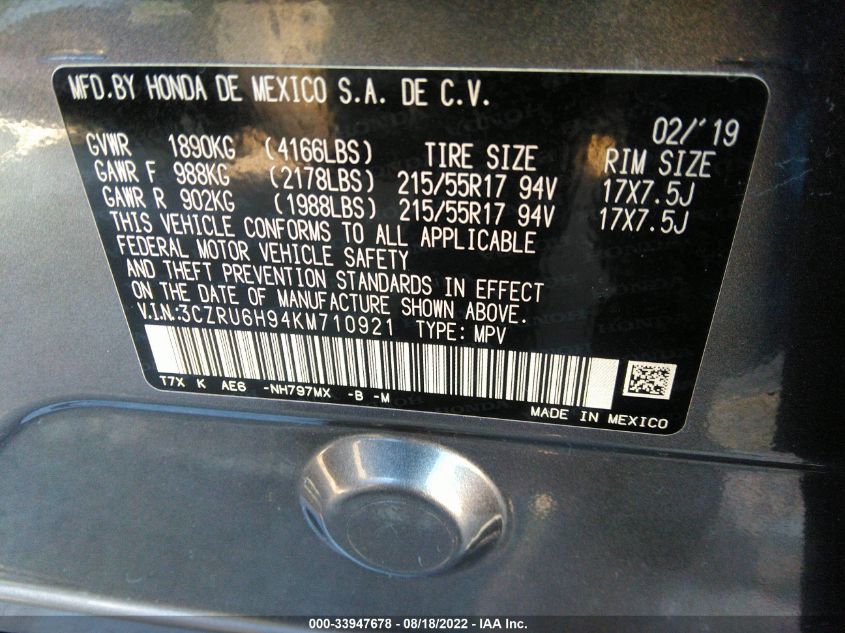 MFD.BY HONDA DE MEXICO S.A. DE C.V.
02/'19
GVWR 1890KG (4166LBS) TIRE SIZE RIM SIZE
GAWR F 988KG (2178LBS) 215/55R17 94V 17X7.5J
GAWR R 902KG (1988LBS) 215/55R17 94V 17X7.5J
THIS VEHICLE CONFORMS TO ALL APPLICABLE
FEDERAL MOTOR VEHICLE SAFETY
AND THEFT PREVENTION STANDARDS IN EFFECT
ON THE DATE OF MANUFACTURE SHOWN ABOVE.
V.I.N.:3CZRU6H94KM710921 TYPE: MPV
T7X K AE6 -NH797MX -B -M
MADE IN MEXICO
000-33947678 - 08/18/2022 - IAA Inc.